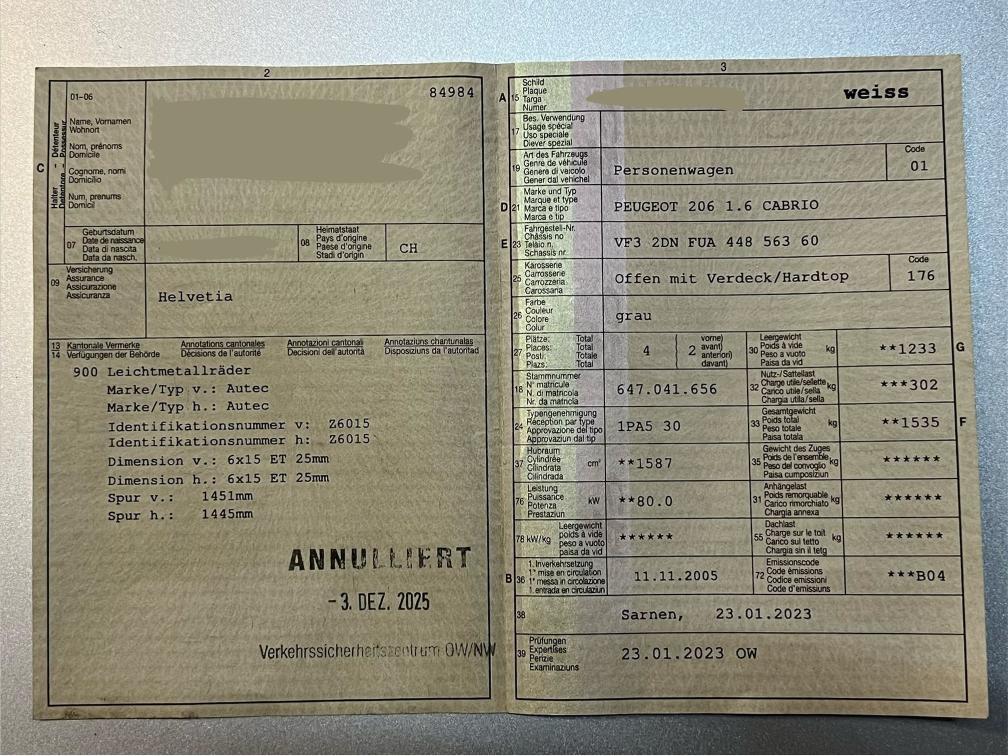 2
84984
C
Halter - Détenteur
Detentore - Possessur
01-06
Name, Vornamen
Wohnort
Nom, prénoms
Domicile
Cognome, nomi
Domicilio
Num, prenums
Domicil
07
Geburtsdatum
Date de naissance
Data di nascita
Data da nasch.
08
Heimatstaat
Pays d'origine
Paese d'origine
Stadi d'origin
CH
09
Versicherung
Assurance
Assicurazione
Assicuranza
Helvetia
13 Kantonale Vermerke Annotations cantonales Annotazioni cantonali Annotaziuns chantunalas
14 Verfügungen der Behörde Décisions de l'autorité Decisioni dell'autorità Disposiziuns da l'autoritad
900 Leichtmetallräder
Marke/Typ v.: Autec
Marke/Typ h.: Autec
Identifikationsnummer v: Z6015
Identifikationsnummer h: Z6015
Dimension v.: 6x15 ET 25mm
Dimension h.: 6x15 ET 25mm
Spur v.: 1451mm
Spur h.: 1445mm
ANNULLIERT
-3. DEZ. 2025
Verkehrssicherheitszentrum OW/NW
3
A 15
Schild
Plaque
Targa
Numer
weiss
17
Bes. Verwendung
Usage spécial
Uso speciale
Diever spezial
19
Art des Fahrzeugs
Genre de véhicule
Genere di veicolo
Gener dal vehichel
Personenwagen
Code
01
D 21
Marke und Typ
Marque et type
Marca e tipo
Marca e tip
PEUGEOT 206 1.6 CABRIO
E 23
Fahrgestell-Nr.
Châssis no
Telaio n.
Schassis nr.
VF3 2DN FUA 448 563 60
25
Karosserie
Carrosserie
Carrozzeria
Carossaria
Offen mit Verdeck/Hardtop
Code
176
26
Farbe
Couleur
Colore
Colur
grau
27
Plätze: Total
Places: Total
Posti: Totale
Plazs: Total
4
2
vorne)
avant)
anteriori)
davant)
30
Leergewicht
Poids à vide
Peso a vuoto
Paisa da vid
kg
**1233
G
18
Stammnummer
N° matricule
N. di matricola
Nr. da matricla
647.041.656
32
Nutz-/Sattellast
Charge utile/sellette
Carico utile/sella
Chargia utila/sella
kg
***302
24
Typengenehmigung
Réception par type
Approvazione del tipo
Approvaziun dal tip
1PA5 30
33
Gesamtgewicht
Poids total
Peso totale
Paisa totala
kg
**1535
F
37
Hubraum
Cylindrée
Cilindrata
Cilindrada
cm³
**1587
35
Gewicht des Zuges
Poids de l'ensemble
Peso del convoglio
Paisa cumposiziun
kg
******
76
Leistung
Puissance
Potenza
Prestaziun
kW
**80.0
31
Anhängelast
Poids remorquable
Carico rimorchiato
Chargia annexa
kg
******
78 kW/kg
Leergewicht
poids à vide
peso a vuoto
paisa da vid
******
55
Dachlast
Charge sur le toit
Carico sul tetto
Chargia sin il tetg
kg
******
B 36
1. Inverkehrsetzung
1re mise en circulation
1a messa in circolazione
1. entrada en circulaziun
11.11.2005
72
Emissionscode
Code émissions
Codice emissioni
Code d'emissiuns
***B04
38
Sarnen, 23.01.2023
39
Prüfungen
Expertises
Perizie
Examinaziuns
23.01.2023 OW